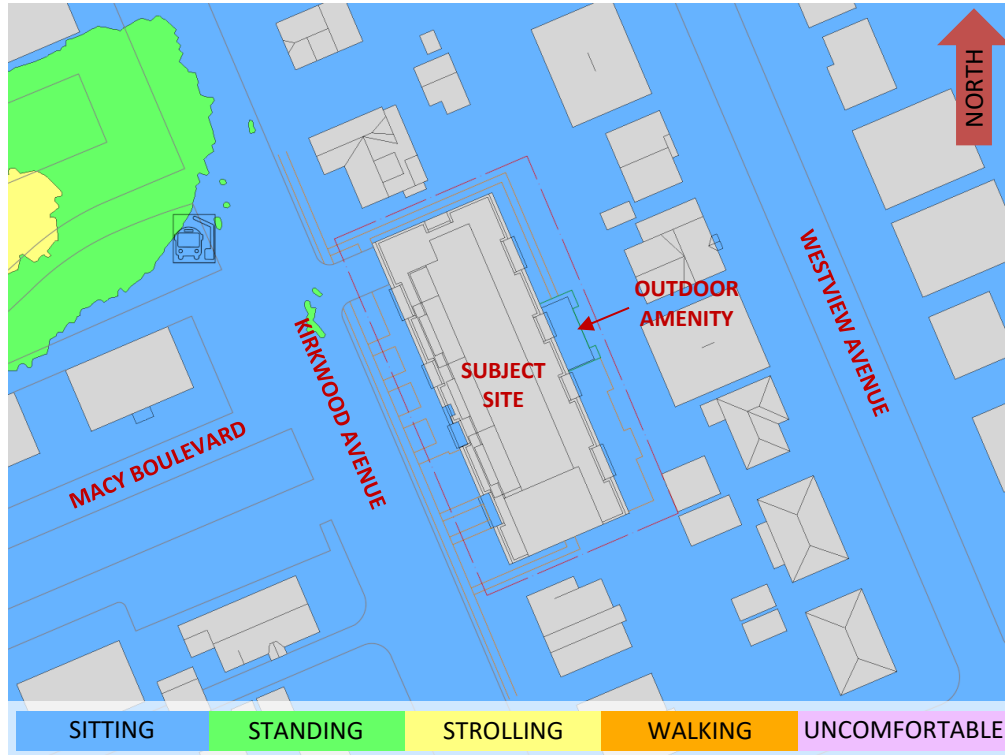 NORTH
WESTVIEW AVENUE
OUTDOOR
AMENITY
KIRKWOOD AVENUE
SUBJECT
SITE
MACY BOULEVARD
SITTING
STANDING
STROLLING
WALKING
UNCOMFORTABLE